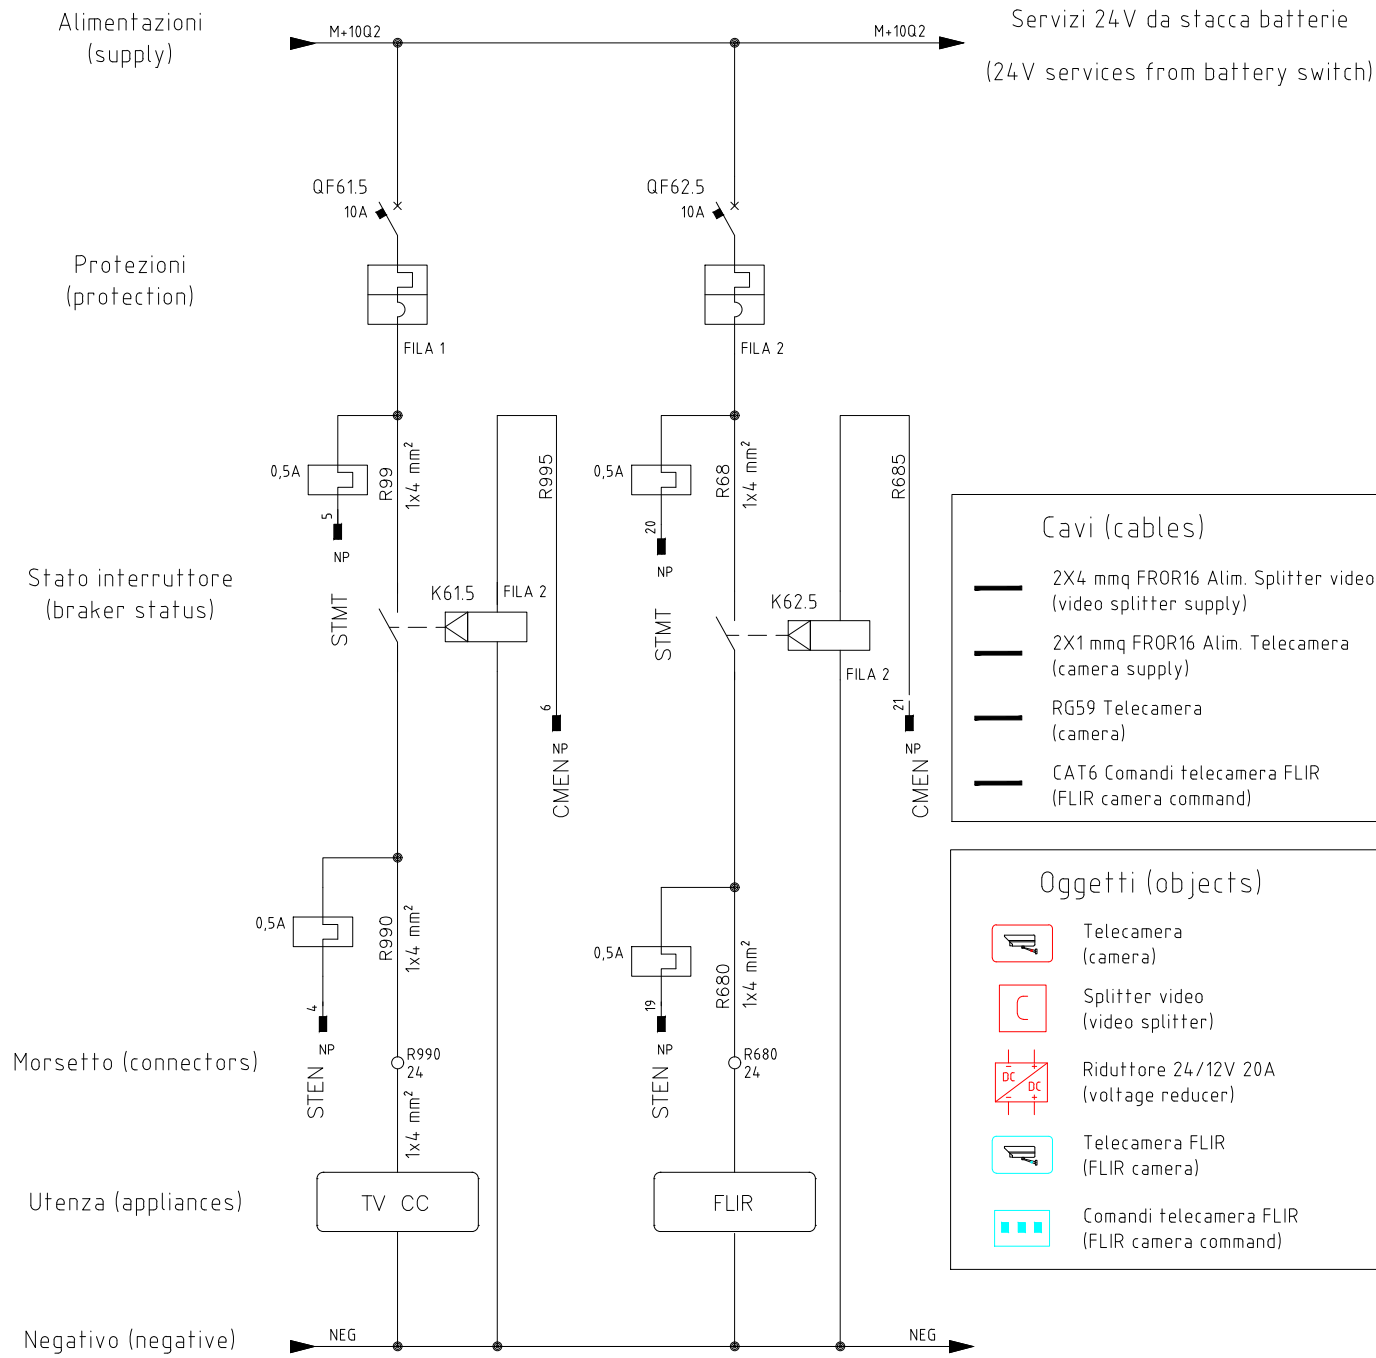 Alimentazioni
(supply)
M+10Q2
M+10Q2
Servizi 24V da stacca batterie
(24V services from battery switch)
QF61.5
10A
QF62.5
10A
Protezioni
(protection)
FILA 1
FILA 2
0,5A
R99
1x4 mm²
R995
0,5A
R68
1x4 mm²
R685
5
NP
STMT
20
NP
STMT
Stato interruttore
(braker status)
K61.5
FILA 2
K62.5
FILA 2
6
NP
CMEN
21
NP
CMEN
Cavi (cables)
2X4 mmq FROR16 Alim. Splitter video
(video splitter supply)
2X1 mmq FROR16 Alim. Telecamera
(camera supply)
RG59 Telecamera
(camera)
CAT6 Comandi telecamera FLIR
(FLIR camera command)
0,5A
R990
1x4 mm²
0,5A
R680
1x4 mm²
4
NP
STEN
19
NP
STEN
Morsetto (connectors)
R990
24
R680
24
1x4 mm²
Utenza (appliances)
TV CC
FLIR
Oggetti (objects)
Telecamera
(camera)
C
Splitter video
(video splitter)
DC
DC
Riduttore 24/12V 20A
(voltage reducer)
Telecamera FLIR
(FLIR camera)
Comandi telecamera FLIR
(FLIR camera command)
Negativo (negative)
NEG
NEG